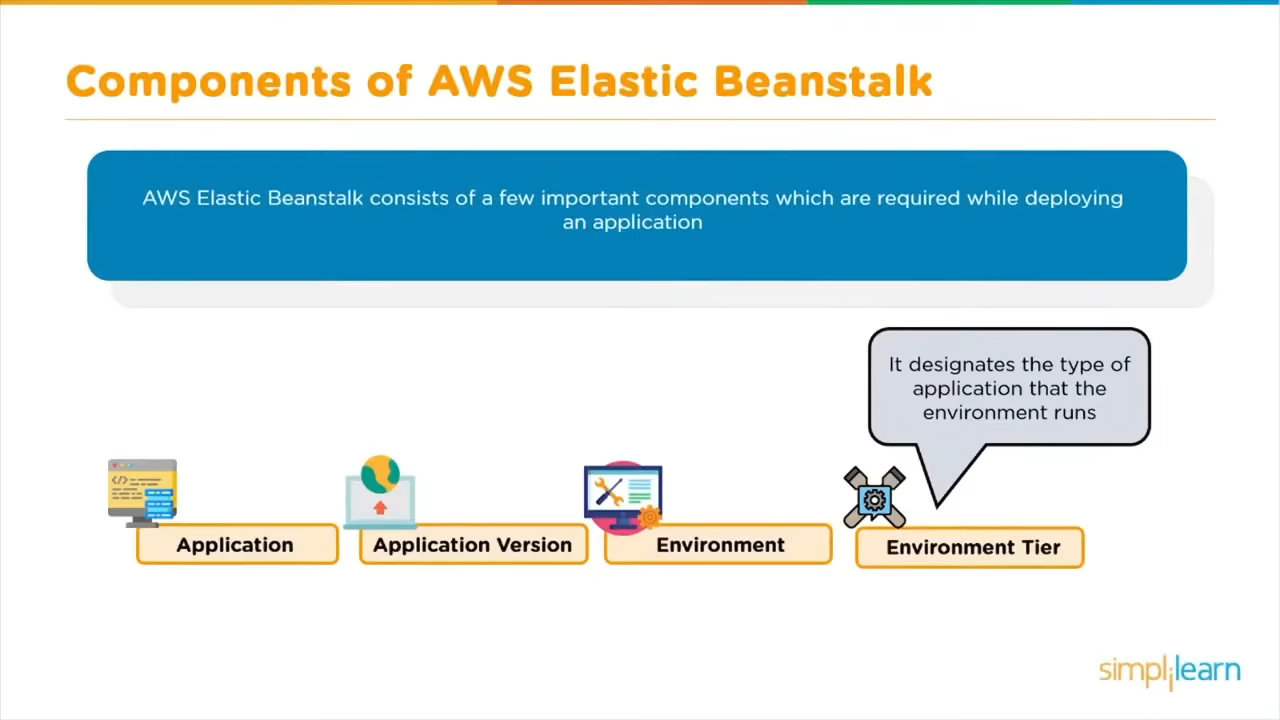 Components of AWS Elastic Beanstalk
AWS Elastic Beanstalk consists of a few important components which are required while deploying
an application
It designates the type of
application that the
environment runs
</>
Application
Application Version
Environment
Environment Tier
simplilearn